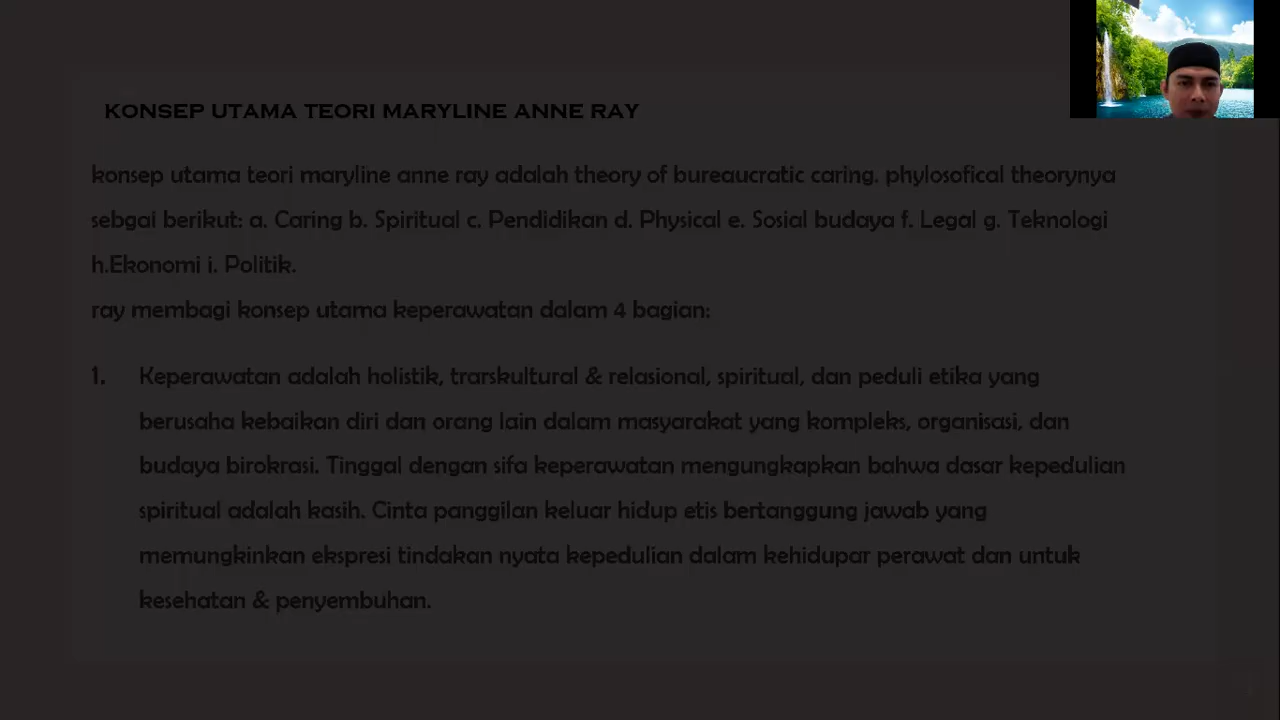 KONSEP UTAMA TEORI MARYLINE ANNE RAY
konsep utama teori maryline anne ray adalah theory of bureaucratic caring. phylosofical theorynya
sebgai berikut: a. Caring b. Spiritual c. Pendidikan d. Physical e. Sosial budaya f. Legal g. Teknologi
h.Ekonomi i. Politik.
ray membagi konsep utama keperawatan dalam 4 bagian:
1. Keperawatan adalah holistik, trarskultural & relasional, spiritual, dan peduli etika yang
berusaha kebaikan diri dan orang lain dalam masyarakat yang kompleks, organisasi, dan
budaya birokrasi. Tinggal dengan sifa keperawatan mengungkapkan bahwa dasar kepedulian
spiritual adalah kasih. Cinta panggilan keluar hidup etis bertanggung jawab yang
memungkinkan ekspresi tindakan nyata kepedulian dalam kehidupar perawat dan untuk
kesehatan & penyembuhan.